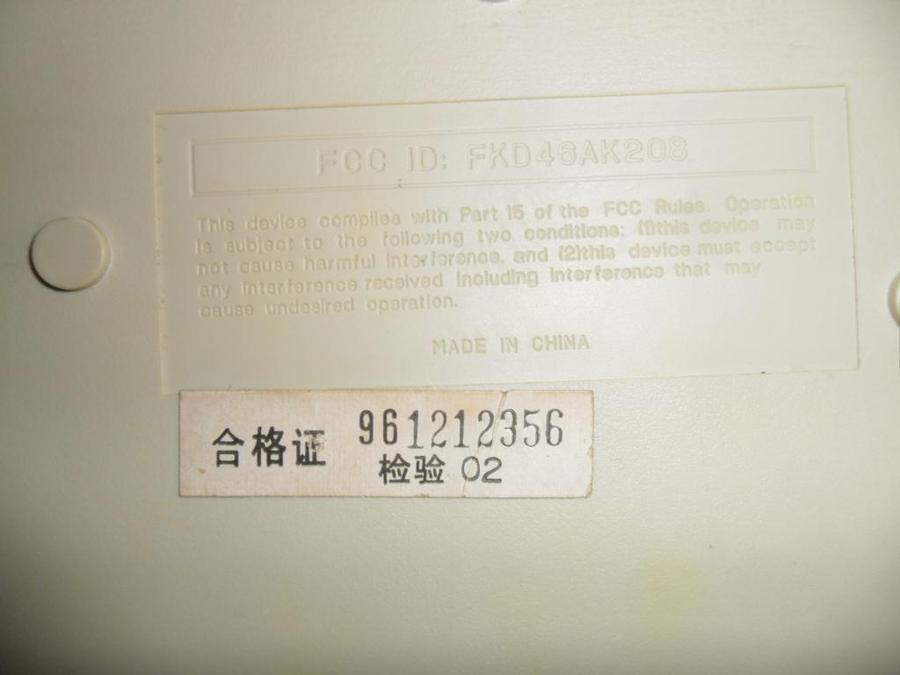 FCC ID: FKD46AK208
This device complies with Part 15 of the FCC Rules. Operation
is subject to the following two conditions: (1)this device may
not cause harmful interference, and (2)this device must accept
any interference received including interference that may
cause undesired operation.
MADE IN CHINA
合格证 961212356
检验 02